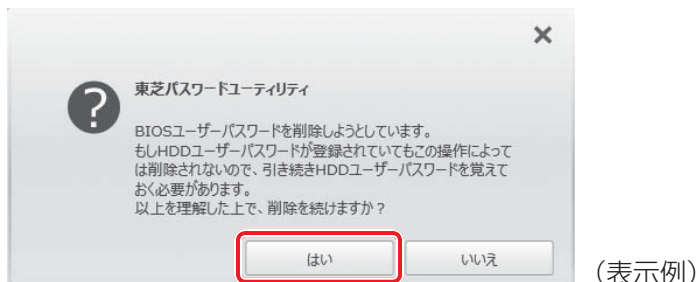 東芝パスワードユーティリティ
BIOSユーザーパスワードを削除しようとしています。
もしHDDユーザーパスワードが登録されていてもこの操作によって
は削除されないので、引き続きHDDユーザーパスワードを覚えて
おく必要があります。
以上を理解した上で、削除を続けますか？
はい いいえ
（表示例）